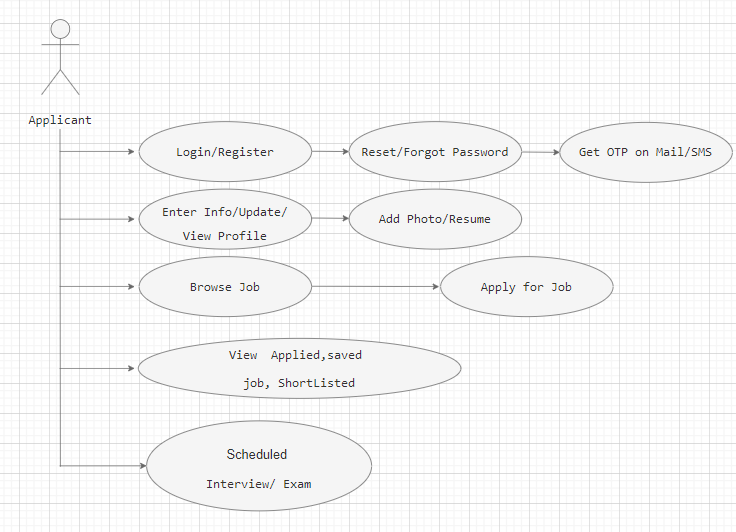 Applicant
Login/Register
Reset/Forgot Password
Get OTP on Mail/SMS
Enter Info/Update/
View Profile
Add Photo/Resume
Browse Job
Apply for Job
View  Applied,saved
job, ShortListed
Scheduled
Interview/ Exam